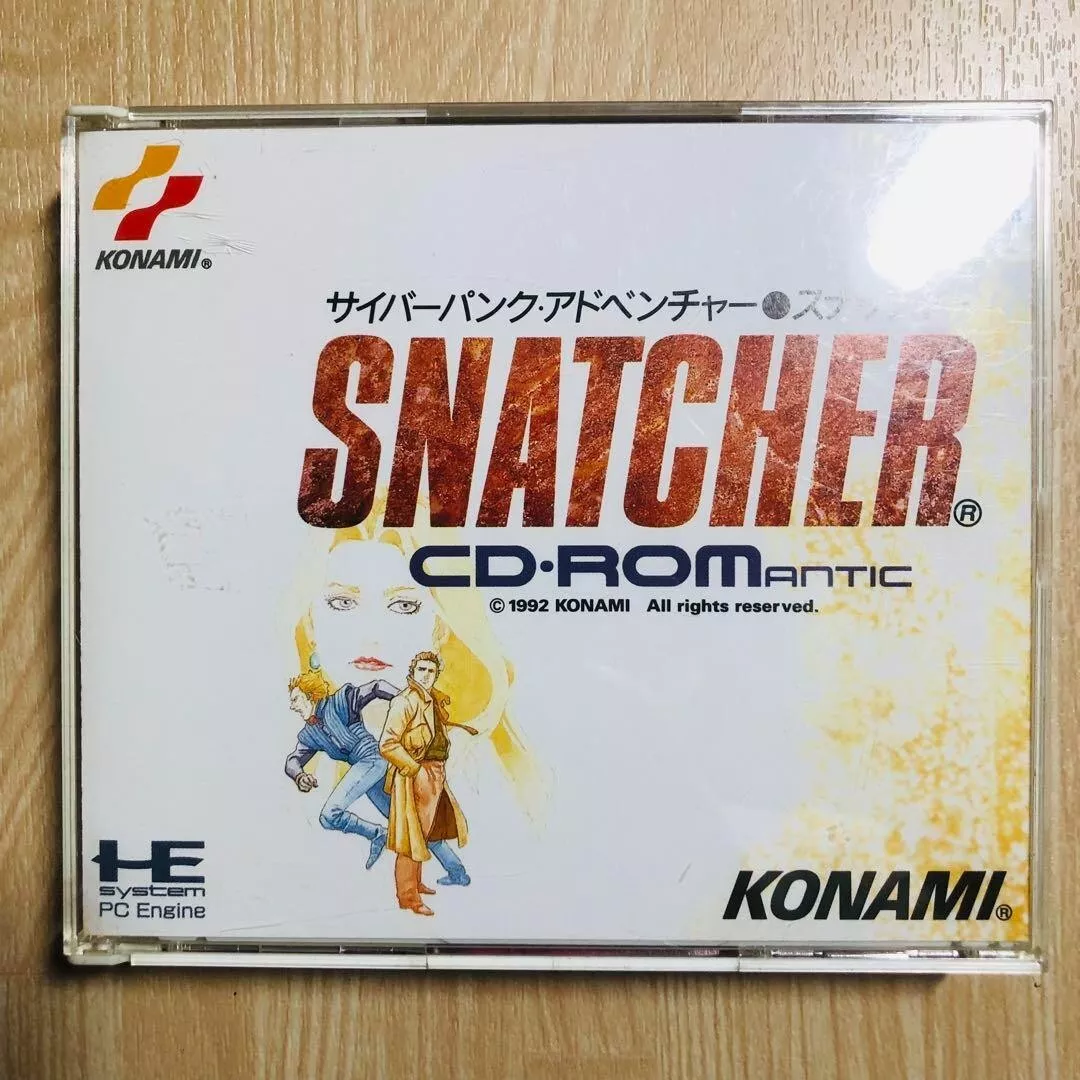 KONAMI®
サイバーパンク・アドベンチャー●ス
SNATCHER®
CD・ROMANTIC
© 1992 KONAMI All rights reserved.
HE
system
PC Engine
KONAMI®